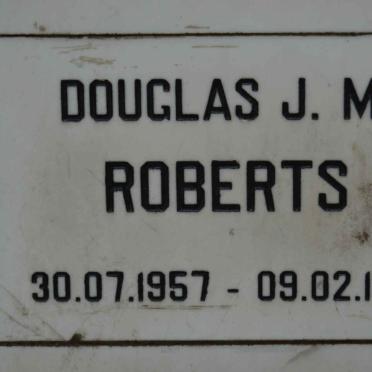 DOUGLAS J. M
ROBERTS
30.07.1957 - 09.02.1